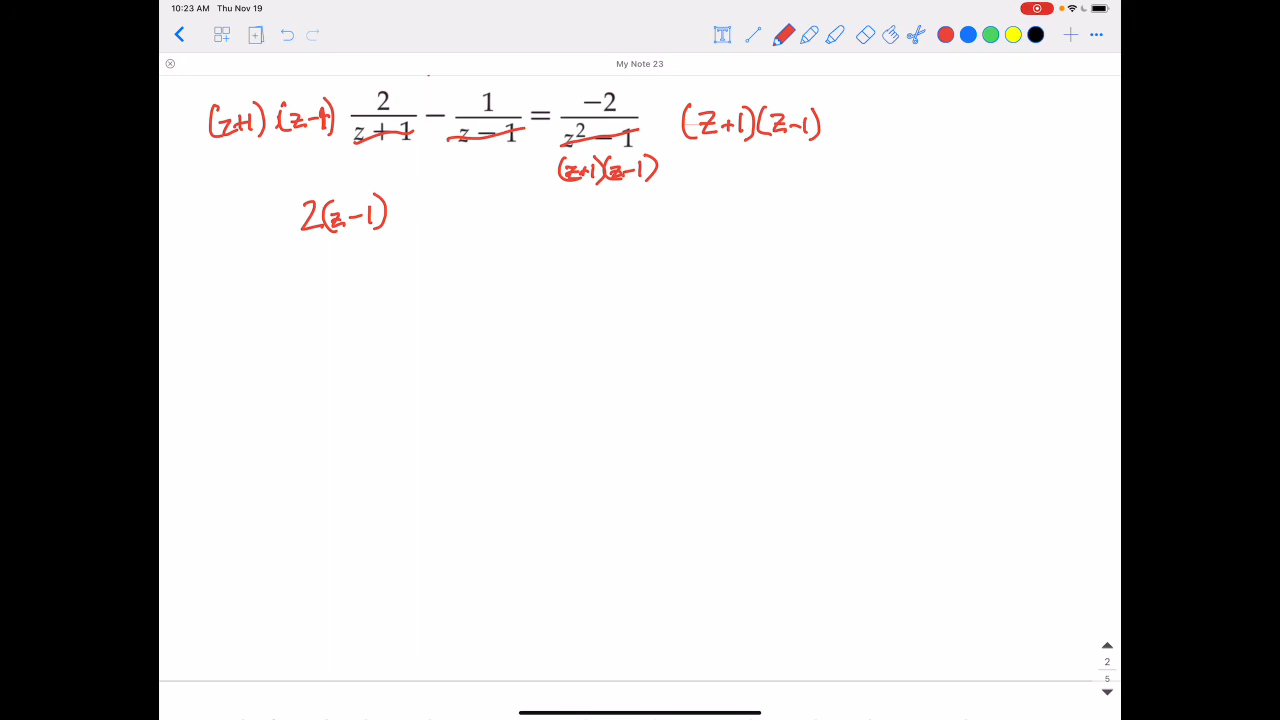 10:23 AM Thu Nov 19
T
My Note 23
(z+1) (z-1) 2/(z + 1) − 1/(z − 1) = −2/(z² − 1) (z+1)(z-1)
(z+1)(z-1)
2(z-1)
2
5